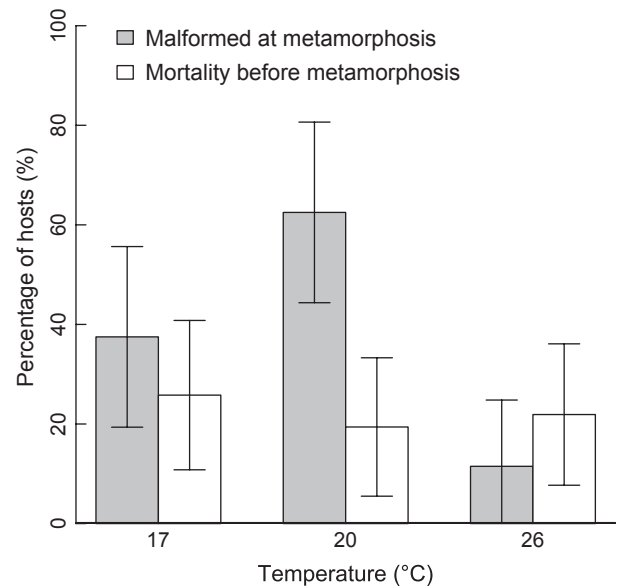 Malformed at metamorphosis
Mortality before metamorphosis
Percentage of hosts (%)
100
80
60
40
20
0
17 20 26
Temperature (°C)